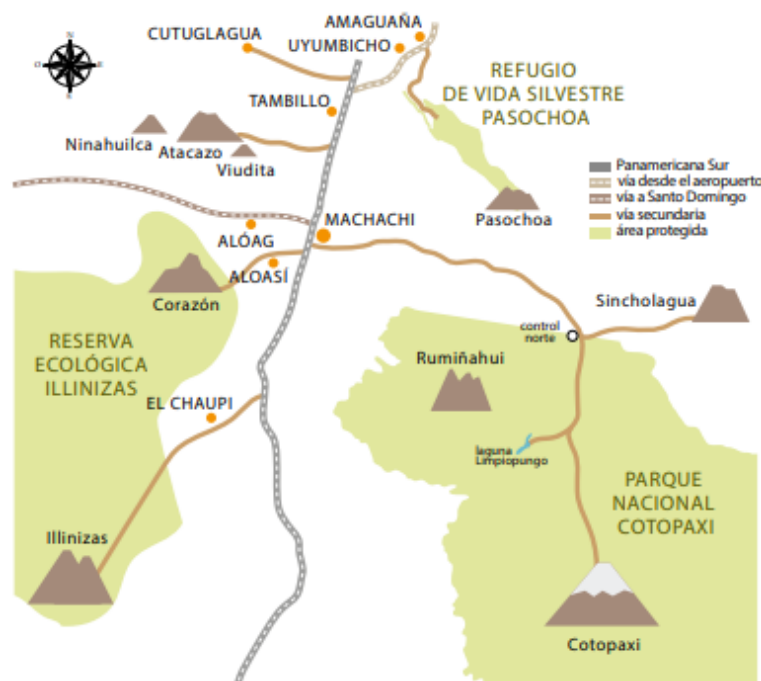 AMAGUAÑA
CUTUGLAGUA
UYUMBICHO
N
O
E
S
REFUGIO
DE VIDA SILVESTRE
PASOCHOA
TAMBILLO
Ninahuilca
Atacazo
Viudita
Panamericana Sur
vía desde el aeropuerto
vía a Santo Domingo
vía secundaria
área protegida
Pasochoa
MACHACHI
ALÓAG
ALOASÍ
Corazón
Sincholagua
control
norte
RESERVA
ECOLÓGICA
ILLINIZAS
Rumiñahui
EL CHAUPI
laguna
Limpiopungo
PARQUE
NACIONAL
COTOPAXI
Illinizas
Cotopaxi